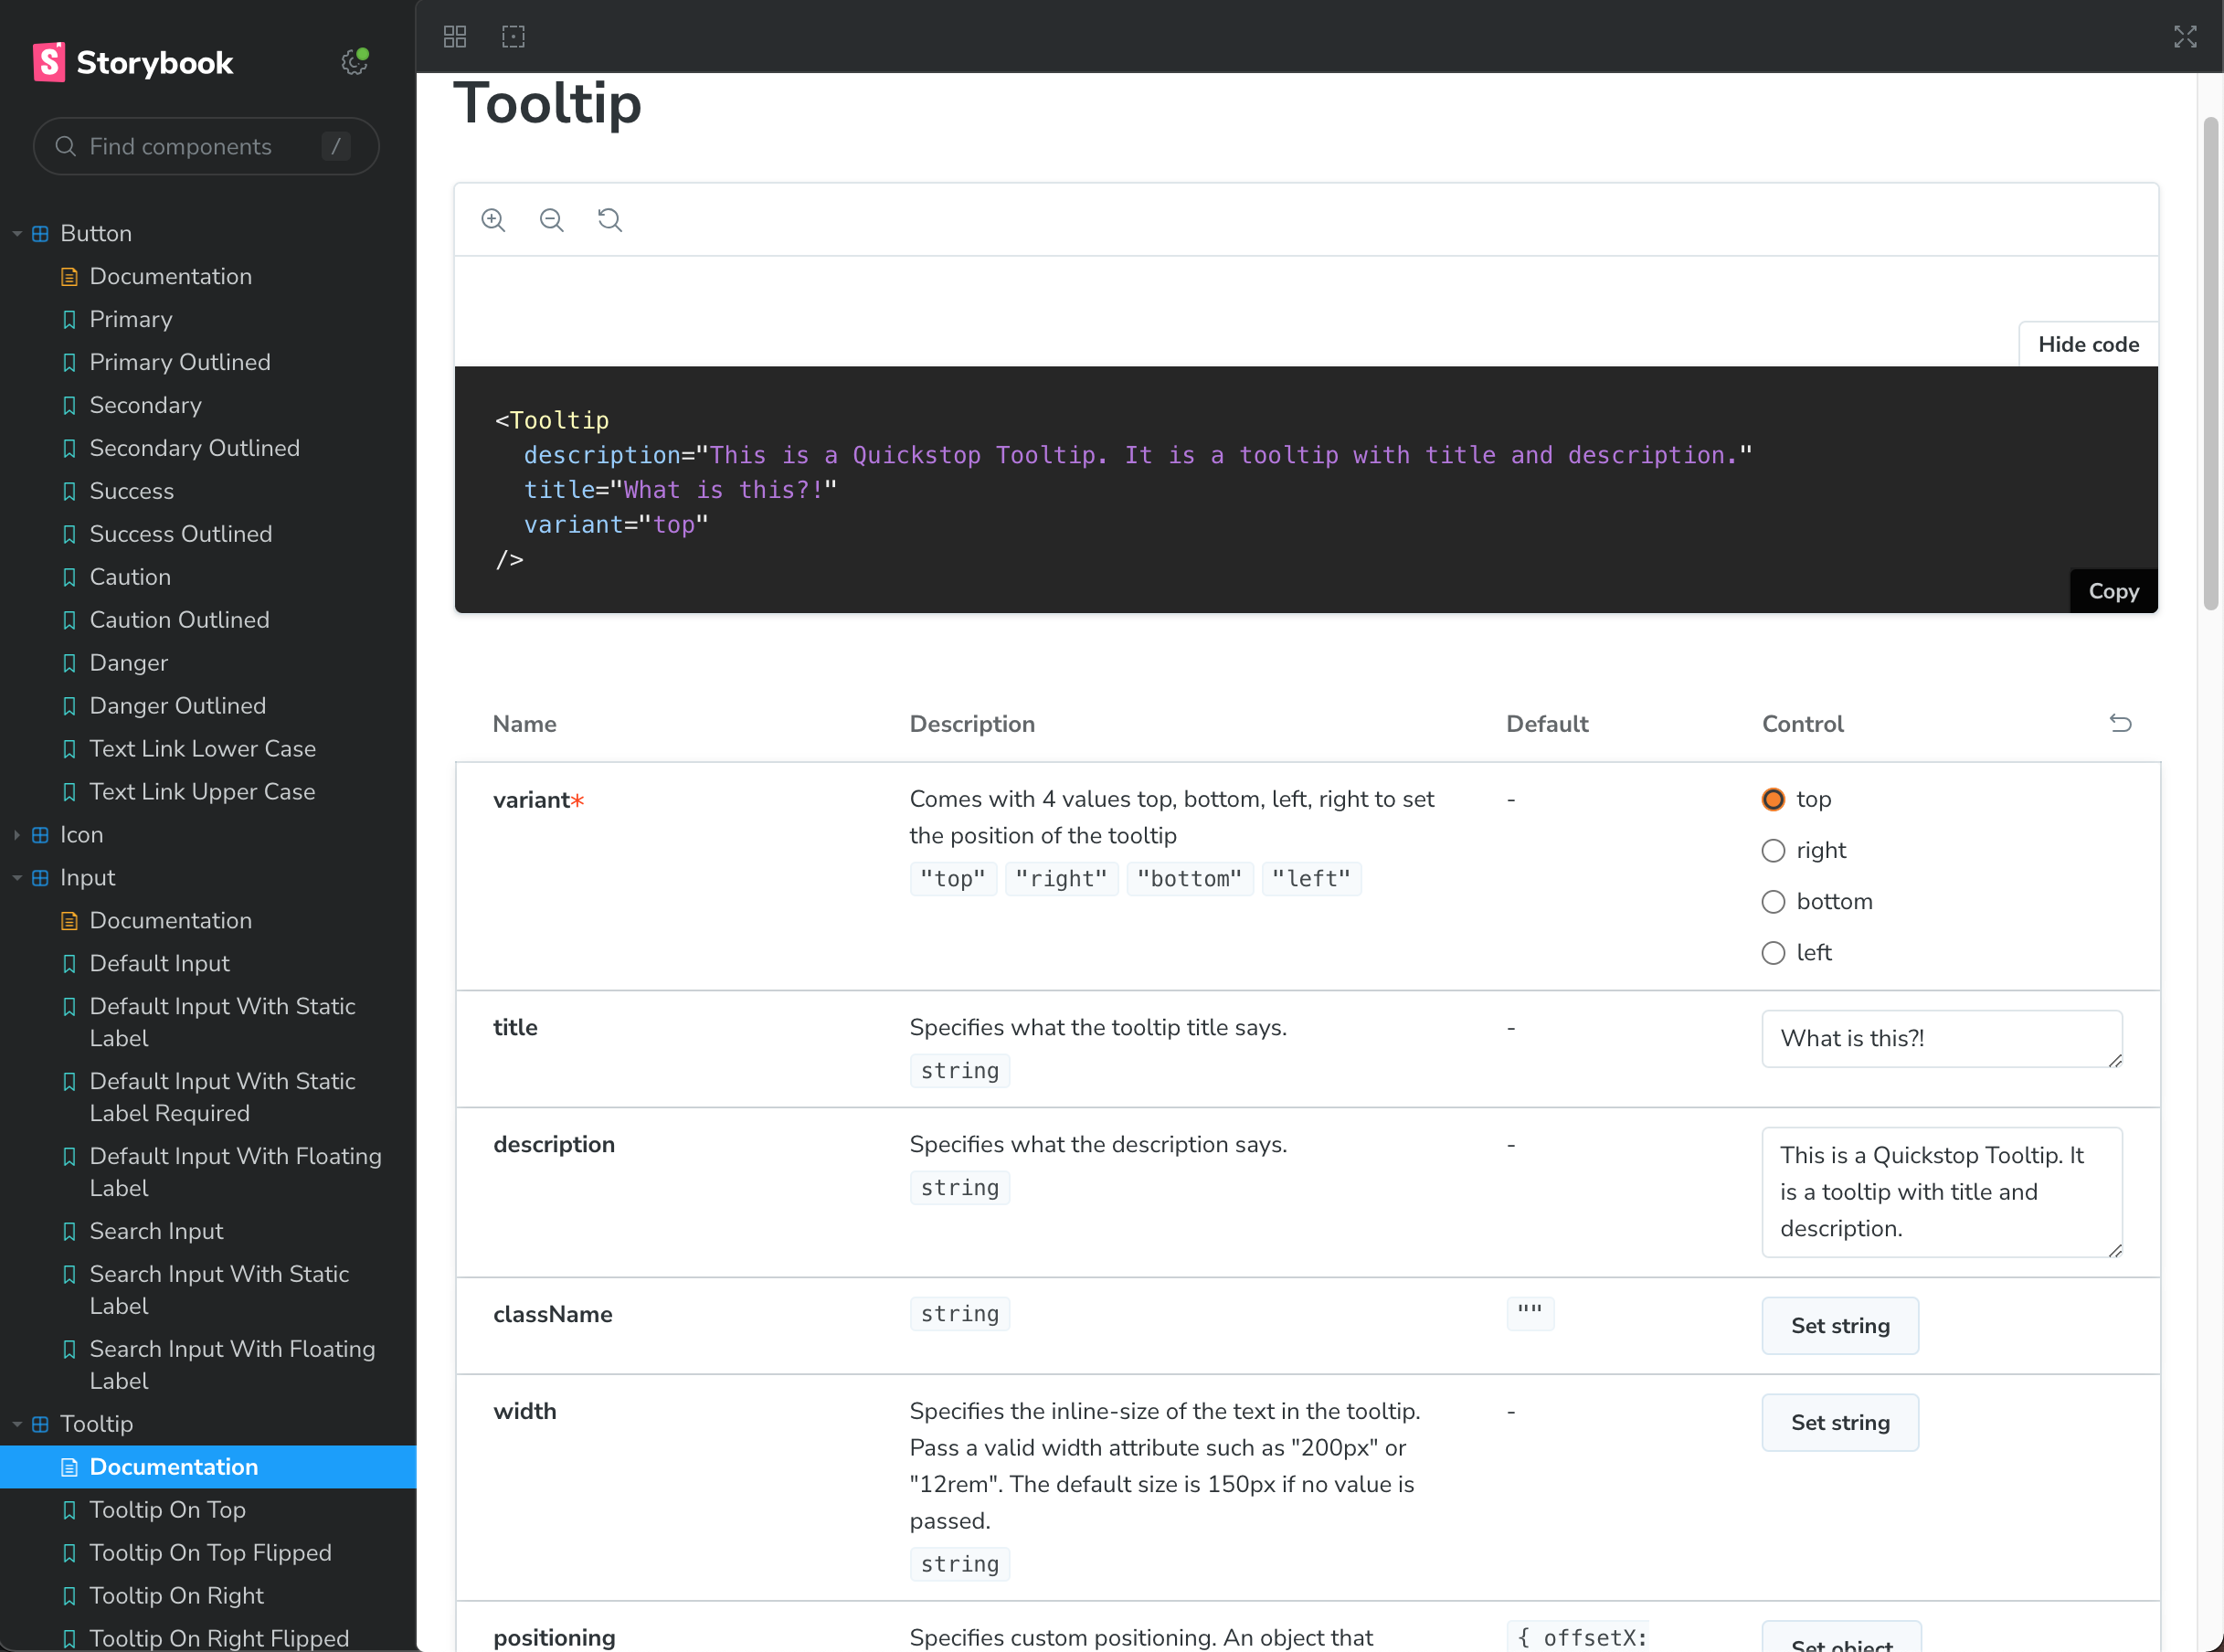 Storybook
Find components /
Button
Documentation
Primary
Primary Outlined
Secondary
Secondary Outlined
Success
Success Outlined
Caution
Caution Outlined
Danger
Danger Outlined
Text Link Lower Case
Text Link Upper Case
Icon
Input
Documentation
Default Input
Default Input With Static
Label
Default Input With Static
Label Required
Default Input With Floating
Label
Search Input
Search Input With Static
Label
Search Input With Floating
Label
Tooltip
Documentation
Tooltip On Top
Tooltip On Top Flipped
Tooltip On Right
Tooltip On Right Flipped
Tooltip
Hide code
<Tooltip
description="This is a Quickstop Tooltip. It is a tooltip with title and description."
title="What is this?!"
variant="top"
/>
Copy
Name Description Default Control
variant* Comes with 4 values top, bottom, left, right to set - top
the position of the tooltip right
"top" "right" "bottom" "left" bottom
left
title Specifies what the tooltip title says. - What is this?!
string
description Specifies what the description says. - This is a Quickstop Tooltip. It
string is a tooltip with title and
description.
className string "" Set string
width Specifies the inline-size of the text in the tooltip. - Set string
Pass a valid width attribute such as "200px" or
"12rem". The default size is 150px if no value is
passed.
string
positioning Specifies custom positioning. An object that { offsetX: Set object